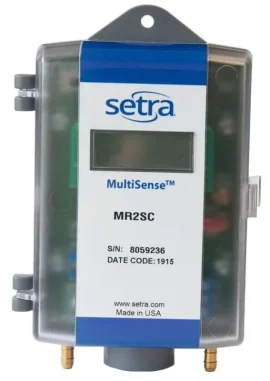 setra
MultiSense™
MR2SC
S/N: 8059236
DATE CODE: 1915
www.setra.com
Made in USA